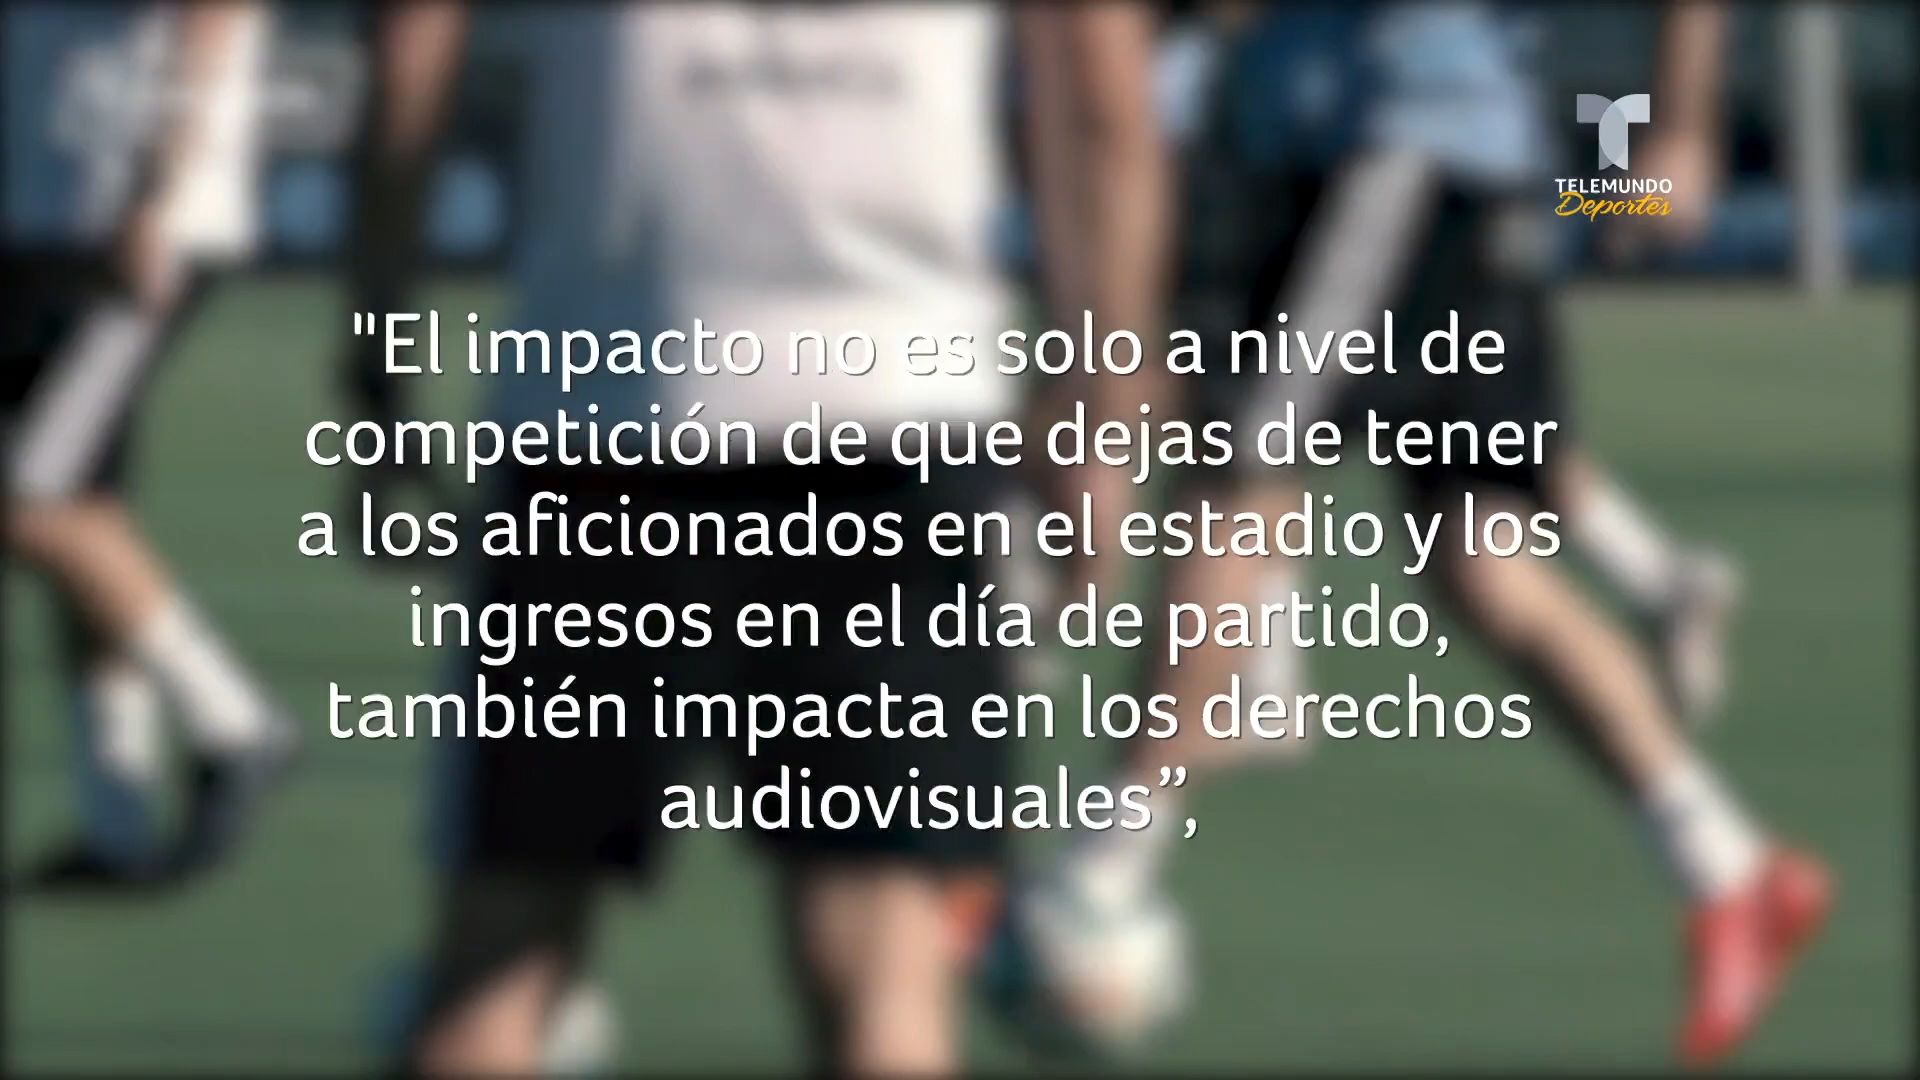 TELEMUNDO
Deportes
"El impacto no es solo a nivel de
competición de que dejas de tener
a los aficionados en el estadio y los
ingresos en el día de partido,
también impacta en los derechos
audiovisuales”,